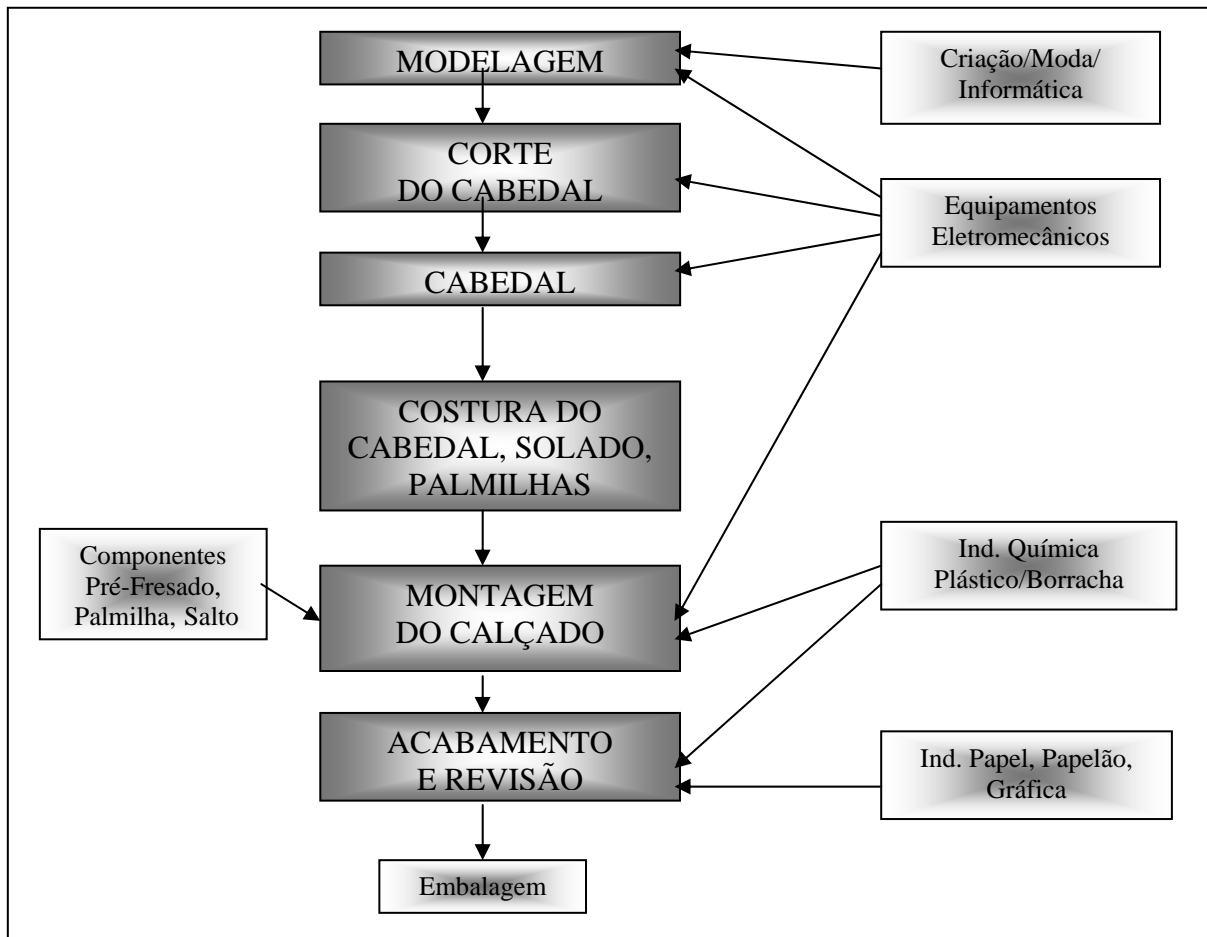 MODELAGEM
Criação/Moda/
Informática
CORTE
DO CABEDAL
Equipamentos
Eletromecânicos
CABEDAL
COSTURA DO
CABEDAL, SOLADO,
PALMILHAS
Componentes
Pré-Fresado,
Palmilha, Salto
MONTAGEM
DO CALÇADO
Ind. Química
Plástico/Borracha
ACABAMENTO
E REVISÃO
Ind. Papel, Papelão,
Gráfica
Embalagem